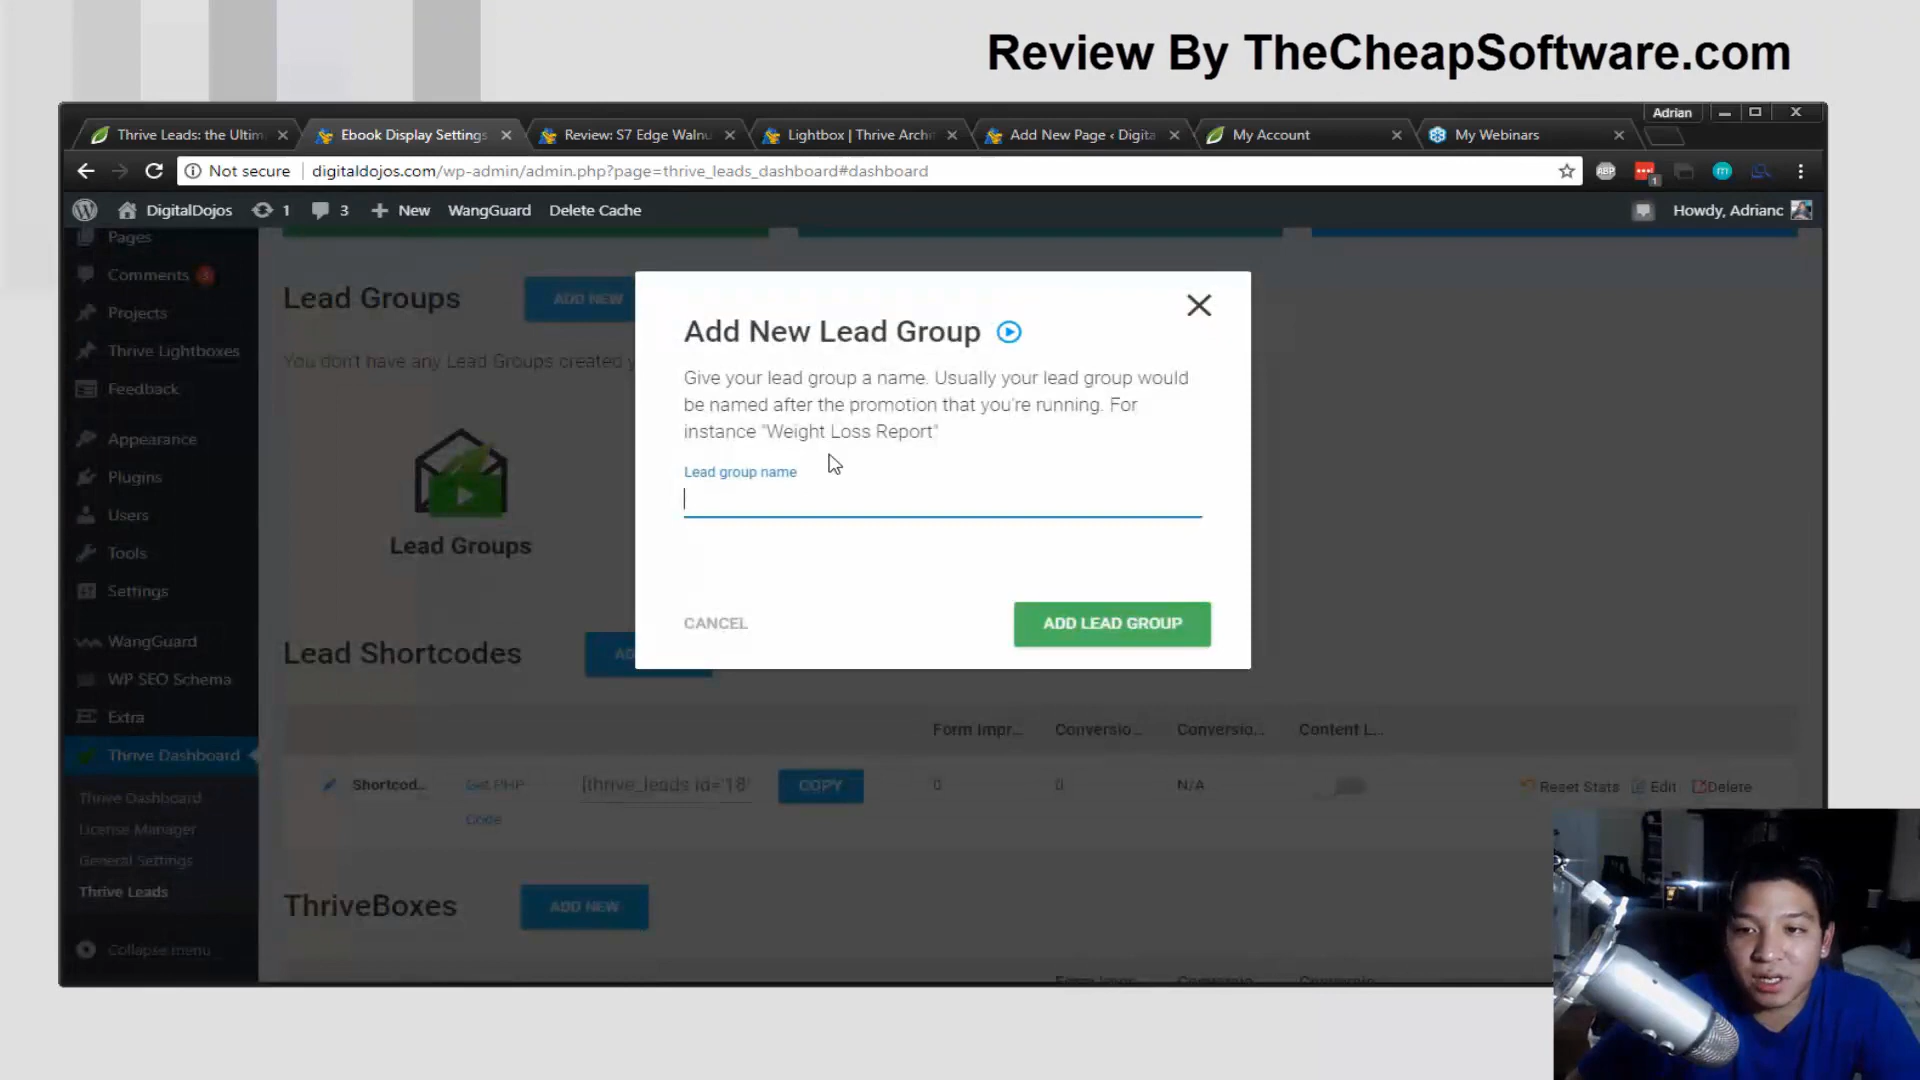 Review By TheCheapSoftware.com
Adrian
Thrive Leads: the Ultim
Ebook Display Settings
Review: S7 Edge Walnu
Lightbox | Thrive Archi
Add New Page ‹ Digita
My Account
My Webinars
Not secure
digitaldojos.com/wp-admin/admin.php?page=thrive_leads_dashboard#dashboard
ABP
1
m
DigitalDojos
1
3
New
WangGuard
Delete Cache
Howdy, Adrianc
Pages
Comments 3
Projects
Thrive Lightboxes
Feedback
Appearance
Plugins
Users
Tools
Settings
WangGuard
WP SEO Schema
Extra
Thrive Dashboard
Thrive Dashboard
License Manager
General Settings
Thrive Leads
Collapse menu
Lead Groups
ADD NEW
You don't have any Lead Groups created y
Lead Groups
Add New Lead Group
Give your lead group a name. Usually your lead group would
be named after the promotion that you're running. For
instance "Weight Loss Report"
Lead group name
CANCEL
ADD LEAD GROUP
Lead Shortcodes
AD
Form Impr...
Conversio...
Conversio...
Content L...
Shortcod...
Get PHP
Code
[thrive_leads id='18'
COPY
0
0
N/A
Reset Stats
Edit
Delete
ThriveBoxes
ADD NEW